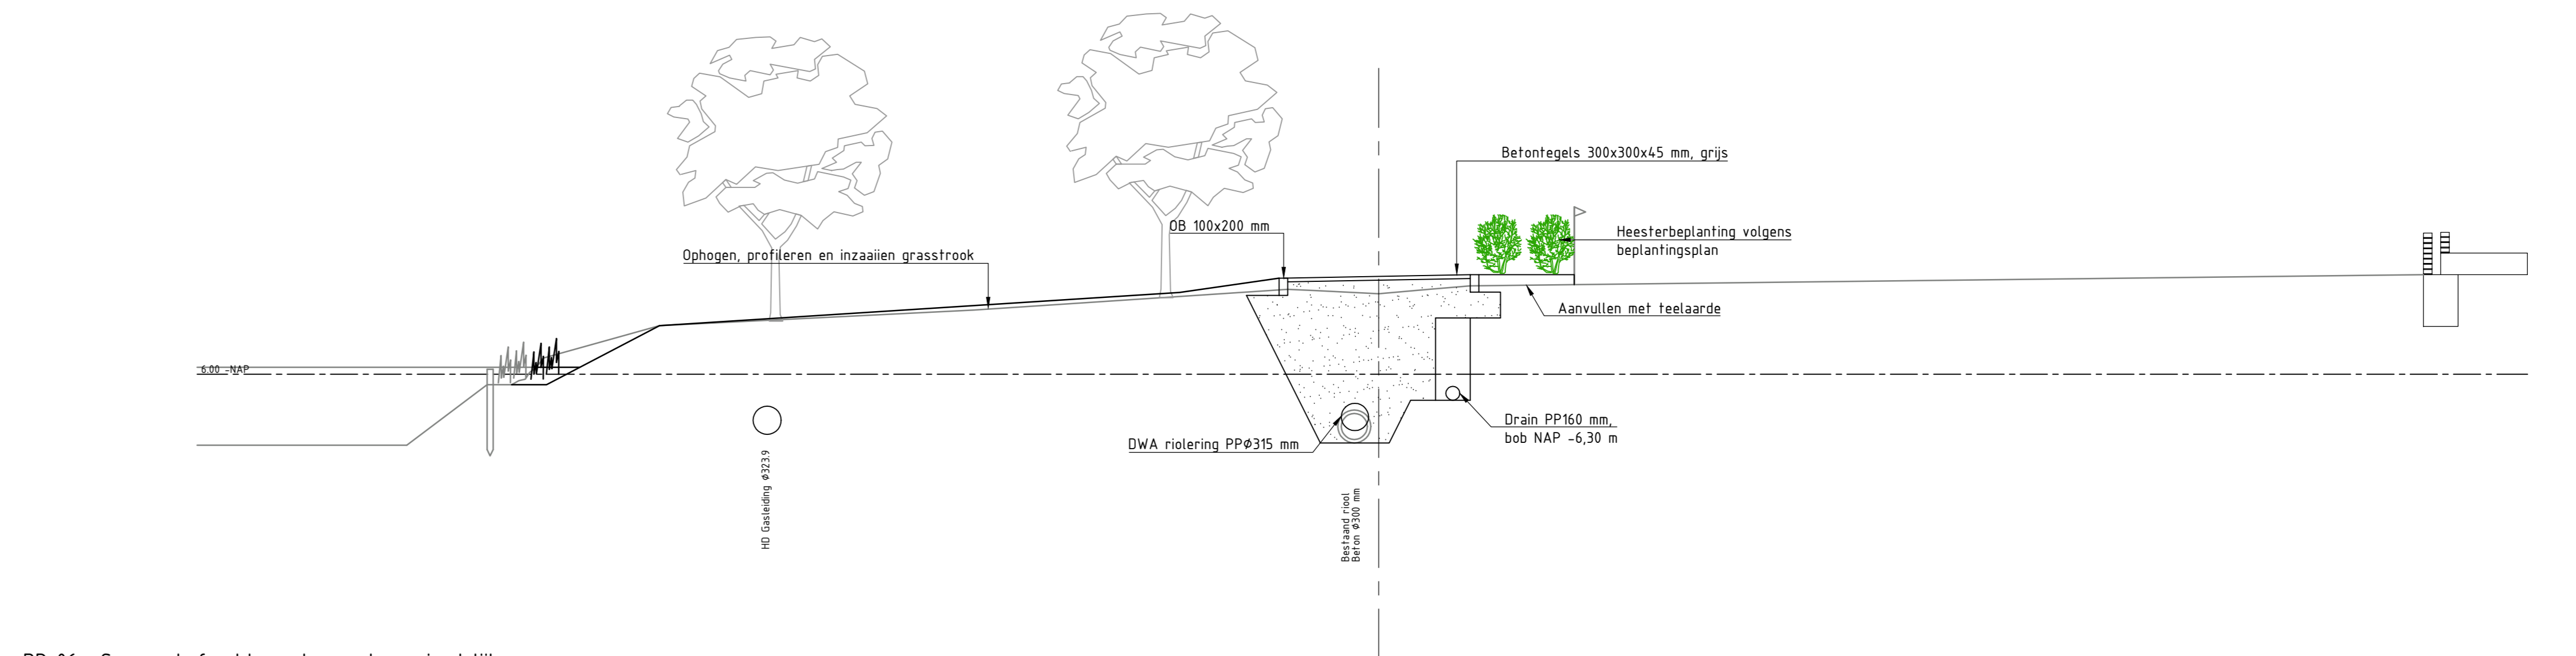 Betontegels 300x300x45 mm, grijs
OB 100x200 mm
Heesterbeplanting volgens
beplantingsplan
Ophogen, profileren en inzaaiien grasstrook
Aanvullen met teelaarde
6.00 -NAP
Drain PP160 mm,
bob NAP -6,30 m
DWA riolering PPØ315 mm
HD Gasleiding Ø323.9
Bestaand riool
Beton Ø300 mm